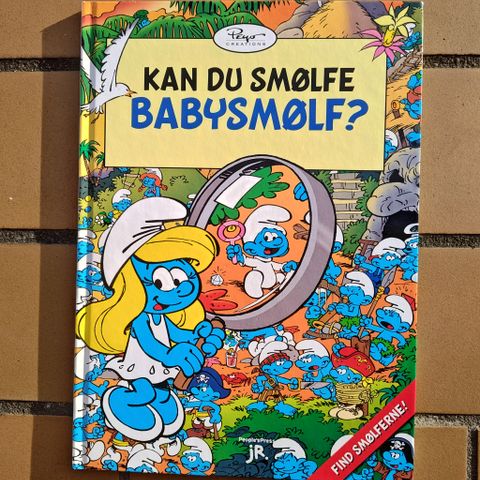 Peyo
CREATIONS
KAN DU SMØLFE
BABYSMØLF?
People'sPress
JR.
FIND SMØLFERNE!